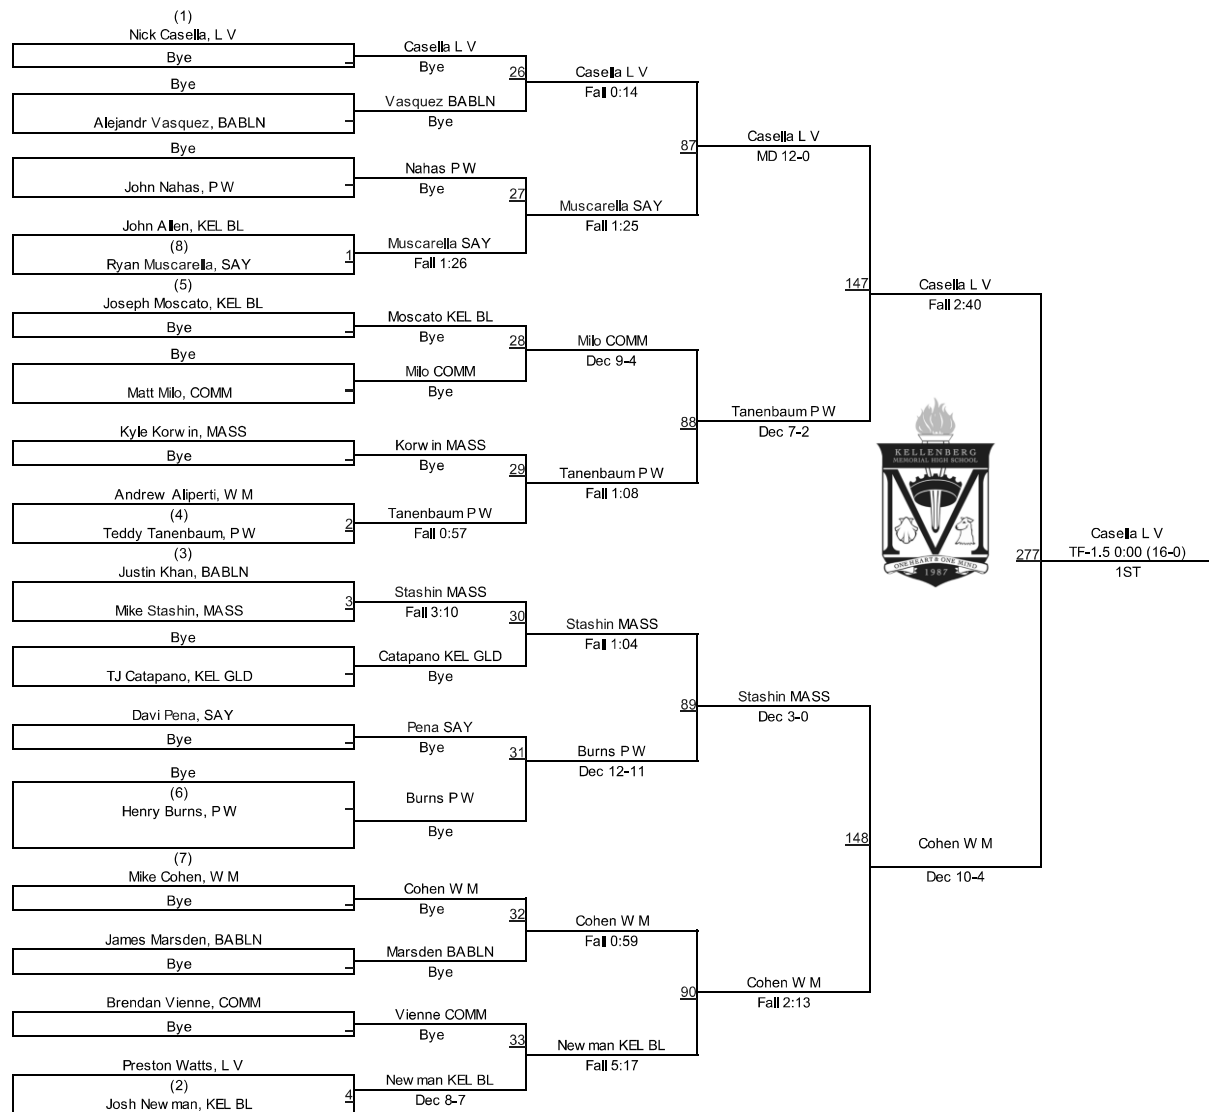 (1)
Nick Casella, L V
Bye
Bye
Alejandr Vasquez, BABLN
Bye
John Nahas, P W
John Allen, KEL BL
(8)
1
Ryan Muscarella, SAY
(5)
Joseph Moscato, KEL BL
Bye
Bye
Matt Milo, COMM
Kyle Korwin, MASS
Bye
Andrew Aliperti, W M
(4)
2
Teddy Tanenbaum, P W
(3)
Justin Khan, BABLN
3
Mike Stashin, MASS
Bye
TJ Catapano, KEL GLD
Davi Pena, SAY
Bye
Bye
(6)
Henry Burns, P W
(7)
Mike Cohen, W M
Bye
James Marsden, BABLN
Bye
Brendan Vienne, COMM
Bye
Preston Watts, L V
(2)
4
Josh Newman, KEL BL
Casella L V
Bye
26
Vasquez BABLN
Bye
Nahas P W
Bye
27
Muscarella SAY
Fall 1:26
Moscato KEL BL
Bye
28
Milo COMM
Bye
Korwin MASS
Bye
29
Tanenbaum P W
Fall 0:57
Stashin MASS
Fall 3:10
30
Catapano KEL GLD
Bye
Pena SAY
Bye
31
Burns P W
Bye
Cohen W M
Bye
32
Marsden BABLN
Bye
Vienne COMM
Bye
33
Newman KEL BL
Dec 8-7
Casella L V
Fall 0:14
87
Muscarella SAY
Fall 1:25
Milo COMM
Dec 9-4
88
Tanenbaum P W
Fall 1:08
Stashin MASS
Fall 1:04
89
Burns P W
Dec 12-11
Cohen W M
Fall 0:59
90
Newman KEL BL
Fall 5:17
Casella L V
MD 12-0
147
Tanenbaum P W
Dec 7-2
Stashin MASS
Dec 3-0
148
Cohen W M
Fall 2:13
Casella L V
Fall 2:40
KELLENBERG
MEMORIAL HIGH SCHOOL
ONE HEART & ONE MIND
1987
277
Cohen W M
Dec 10-4
Casella L V
TF-1.5 0:00 (16-0)
1ST